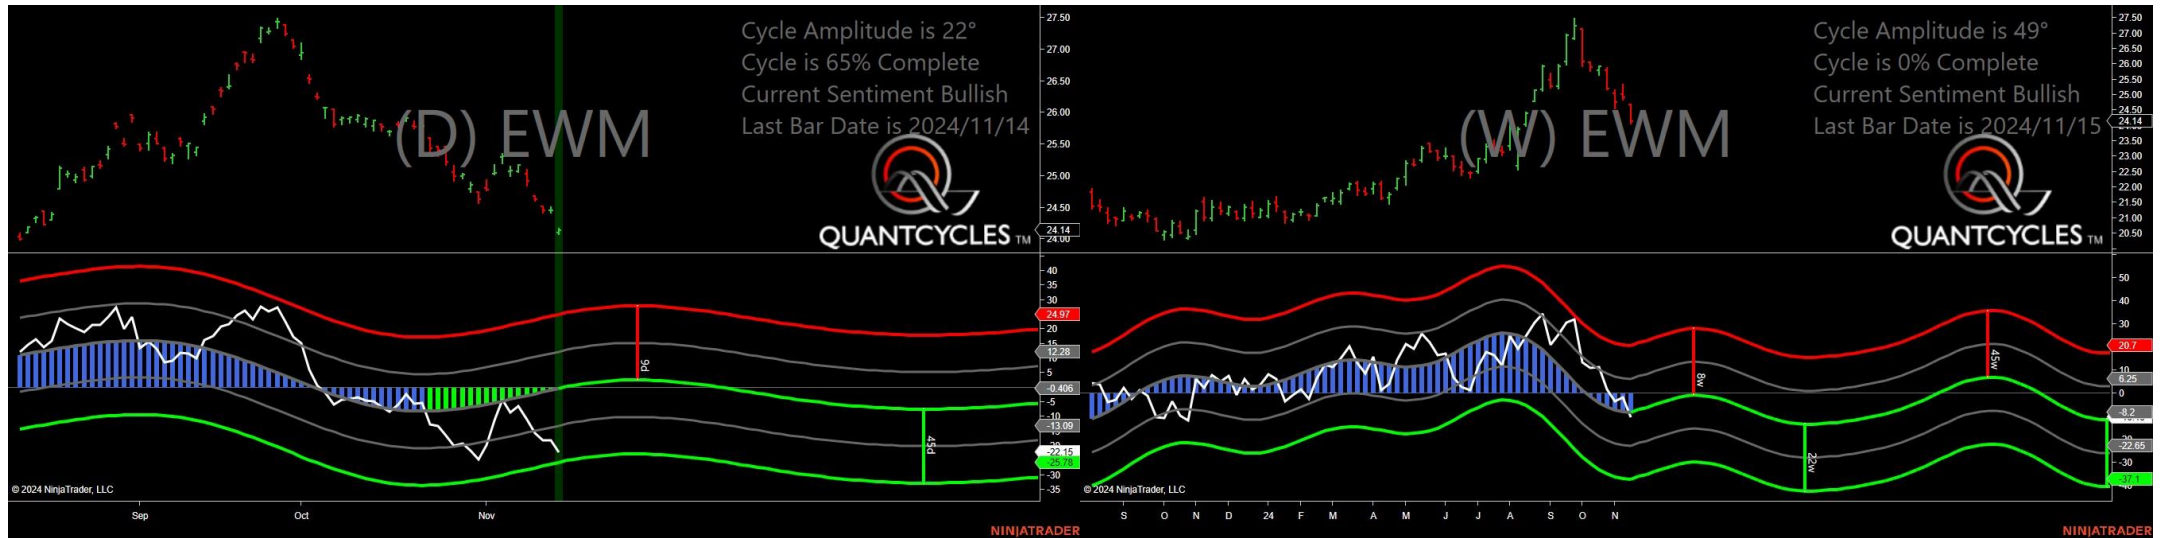 Cycle Amplitude is 22°
Cycle is 65% Complete
Current Sentiment Bullish
Last Bar Date is 2024/11/14
(D) EWM
QUANTCYCLES TM
27.50
27.00
26.50
26.00
25.50
25.00
24.50
24.14
24.00
40
35
30
24.97
20
15
12.28
5
-0.406
-5
-10
-13.09
-22.15
-25.78
-30
-35
9d
45d
© 2024 NinjaTrader, LLC
Sep
Oct
Nov
NINJATRADER
Cycle Amplitude is 49°
Cycle is 0% Complete
Current Sentiment Bullish
Last Bar Date is 2024/11/15
(W) EWM
QUANTCYCLES TM
27.50
27.00
26.50
26.00
25.50
25.00
24.50
24.14
23.50
23.00
22.50
22.00
21.50
21.00
20.50
50
40
30
20.7
10
6.25
0
-8.2
-22.65
-30
-37.1
8w
22w
45w
© 2024 NinjaTrader, LLC
S O N D 24 F M A M J J A S O N
NINJATRADER